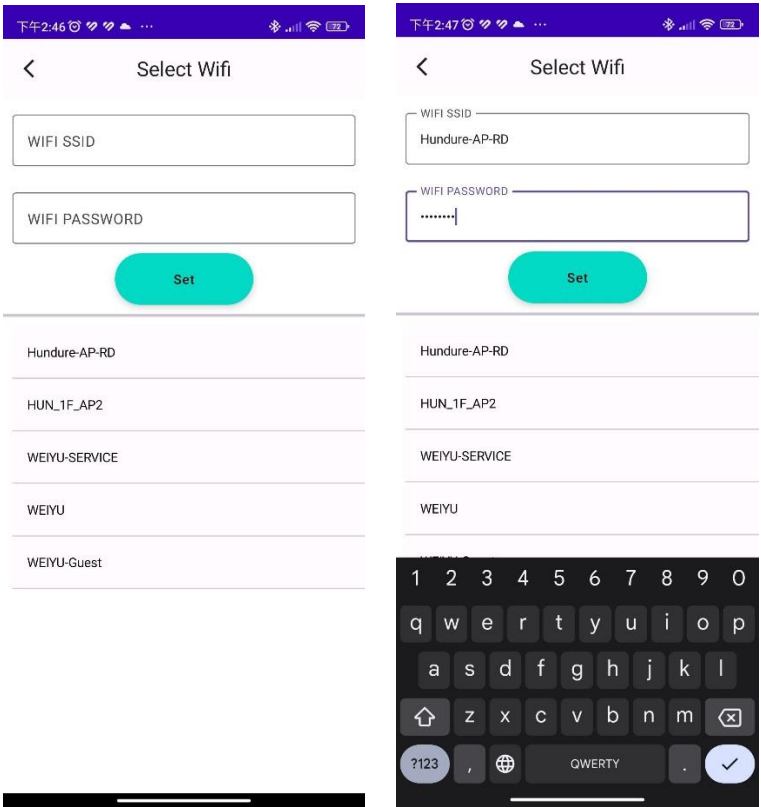 下午2:46
72
Select Wifi
WIFI SSID
WIFI PASSWORD
Set
Hundure-AP-RD
HUN_1F_AP2
WEIYU-SERVICE
WEIYU
WEIYU-Guest
下午2:47
72
Select Wifi
WIFI SSID
Hundure-AP-RD
WIFI PASSWORD
••••••••
Set
Hundure-AP-RD
HUN_1F_AP2
WEIYU-SERVICE
WEIYU
1 2 3 4 5 6 7 8 9 0
q w e r t y u i o p
a s d f g h j k l
z x c v b n m
?123 , QWERTY .